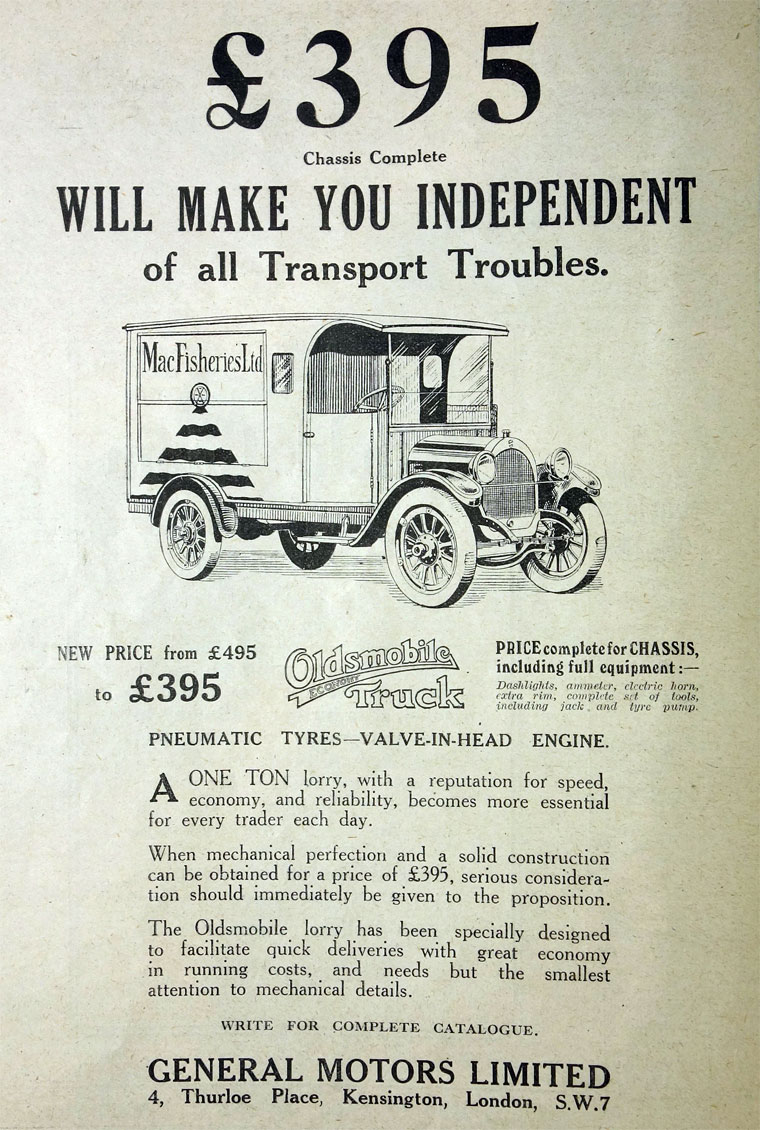 £395
Chassis Complete
WILL MAKE YOU INDEPENDENT
of all Transport Troubles.
MacFisheries Ltd
NEW PRICE from £495
to £395
Oldsmobile
ECONOMY
Truck
PRICE complete for CHASSIS,
including full equipment:—
Dashlights, ammeter, electric horn,
extra rim, complete set of tools,
including jack and tyre pump.
PNEUMATIC TYRES—VALVE-IN-HEAD ENGINE.
A ONE TON lorry, with a reputation for speed,
economy, and reliability, becomes more essential
for every trader each day.
When mechanical perfection and a solid construction
can be obtained for a price of £395, serious considera-
tion should immediately be given to the proposition.
The Oldsmobile lorry has been specially designed
to facilitate quick deliveries with great economy
in running costs, and needs but the smallest
attention to mechanical details.
WRITE FOR COMPLETE CATALOGUE.
GENERAL MOTORS LIMITED
4, Thurloe Place, Kensington, London, S.W.7